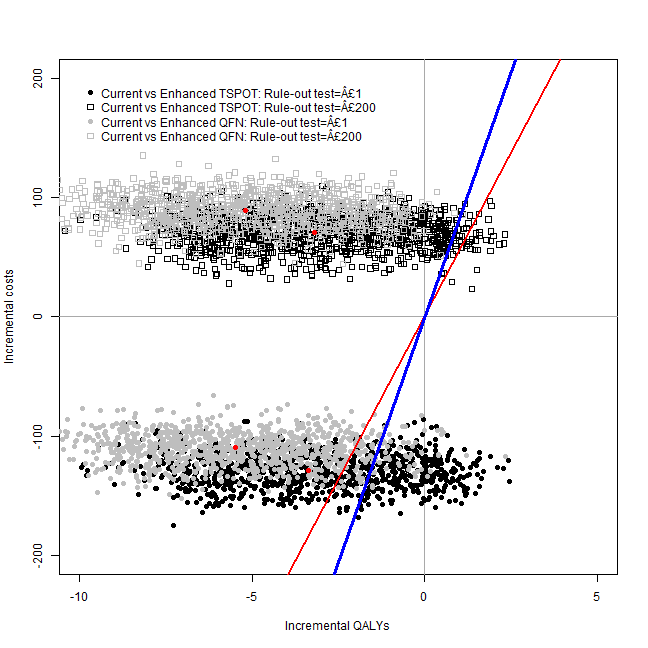 Current vs Enhanced TSPOT: Rule-out test=Â£1
Current vs Enhanced TSPOT: Rule-out test=Â£200
Current vs Enhanced QFN: Rule-out test=Â£1
Current vs Enhanced QFN: Rule-out test=Â£200
200
100
0
-100
-200
Incremental costs
-10
-5
0
5
Incremental QALYs